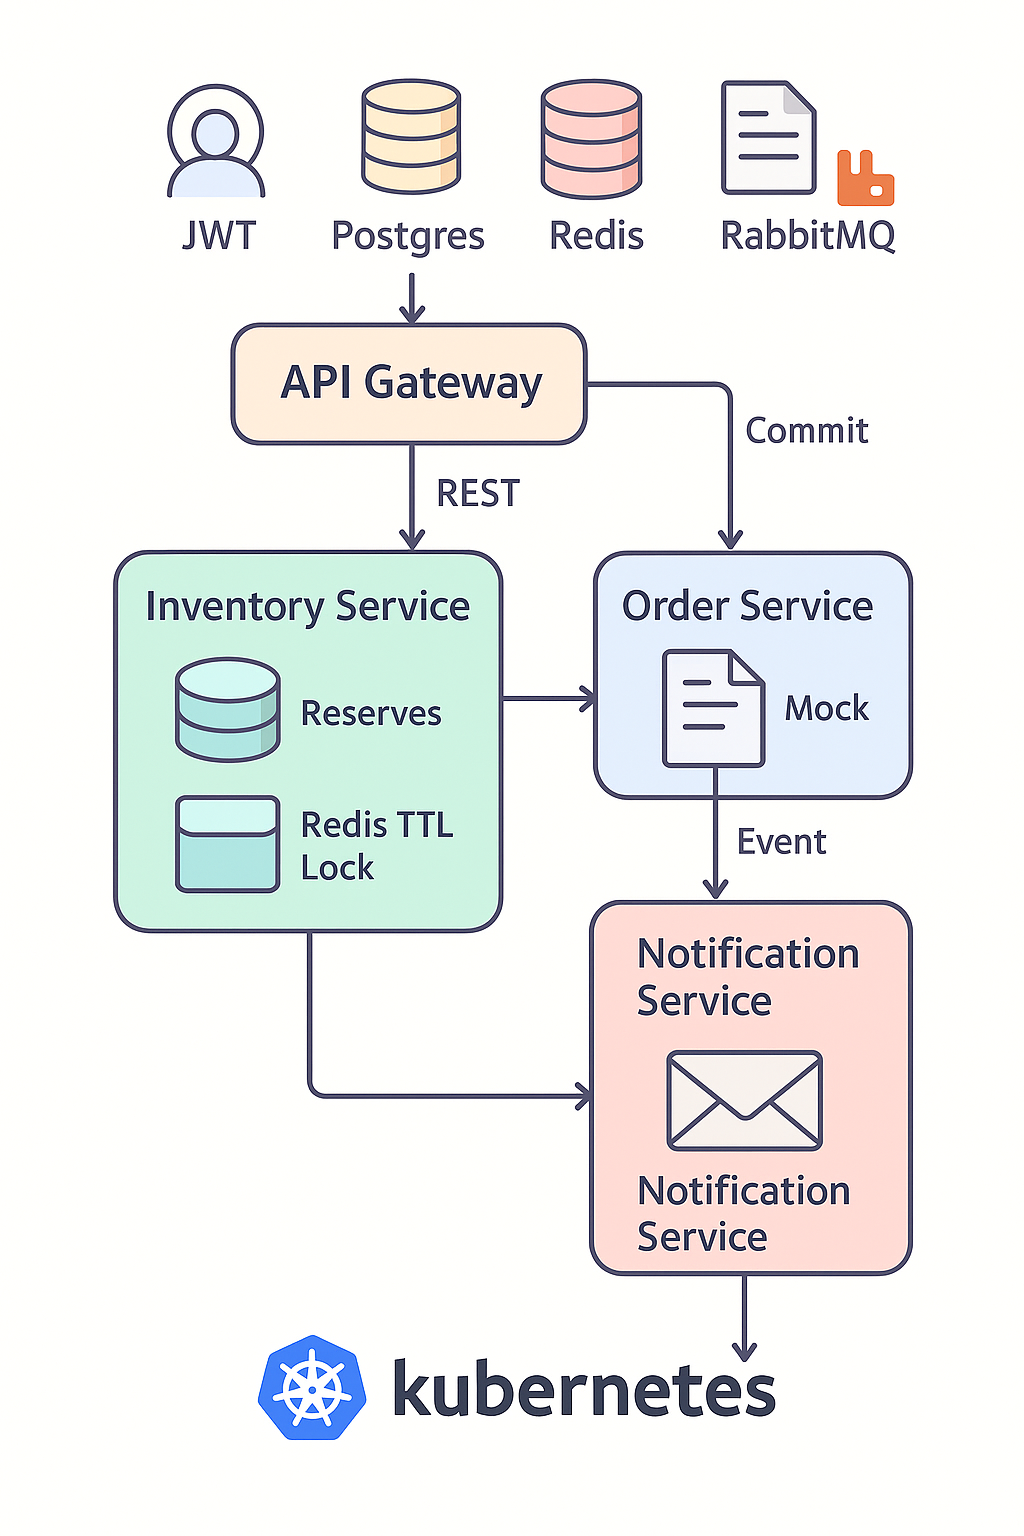 JWT
Postgres
Redis
RabbitMQ
API Gateway
Commit
REST
Inventory Service
Reserves
Redis TTL
Lock
Order Service
Mock
Event
Notification
Service
Notification
Service
kubernetes